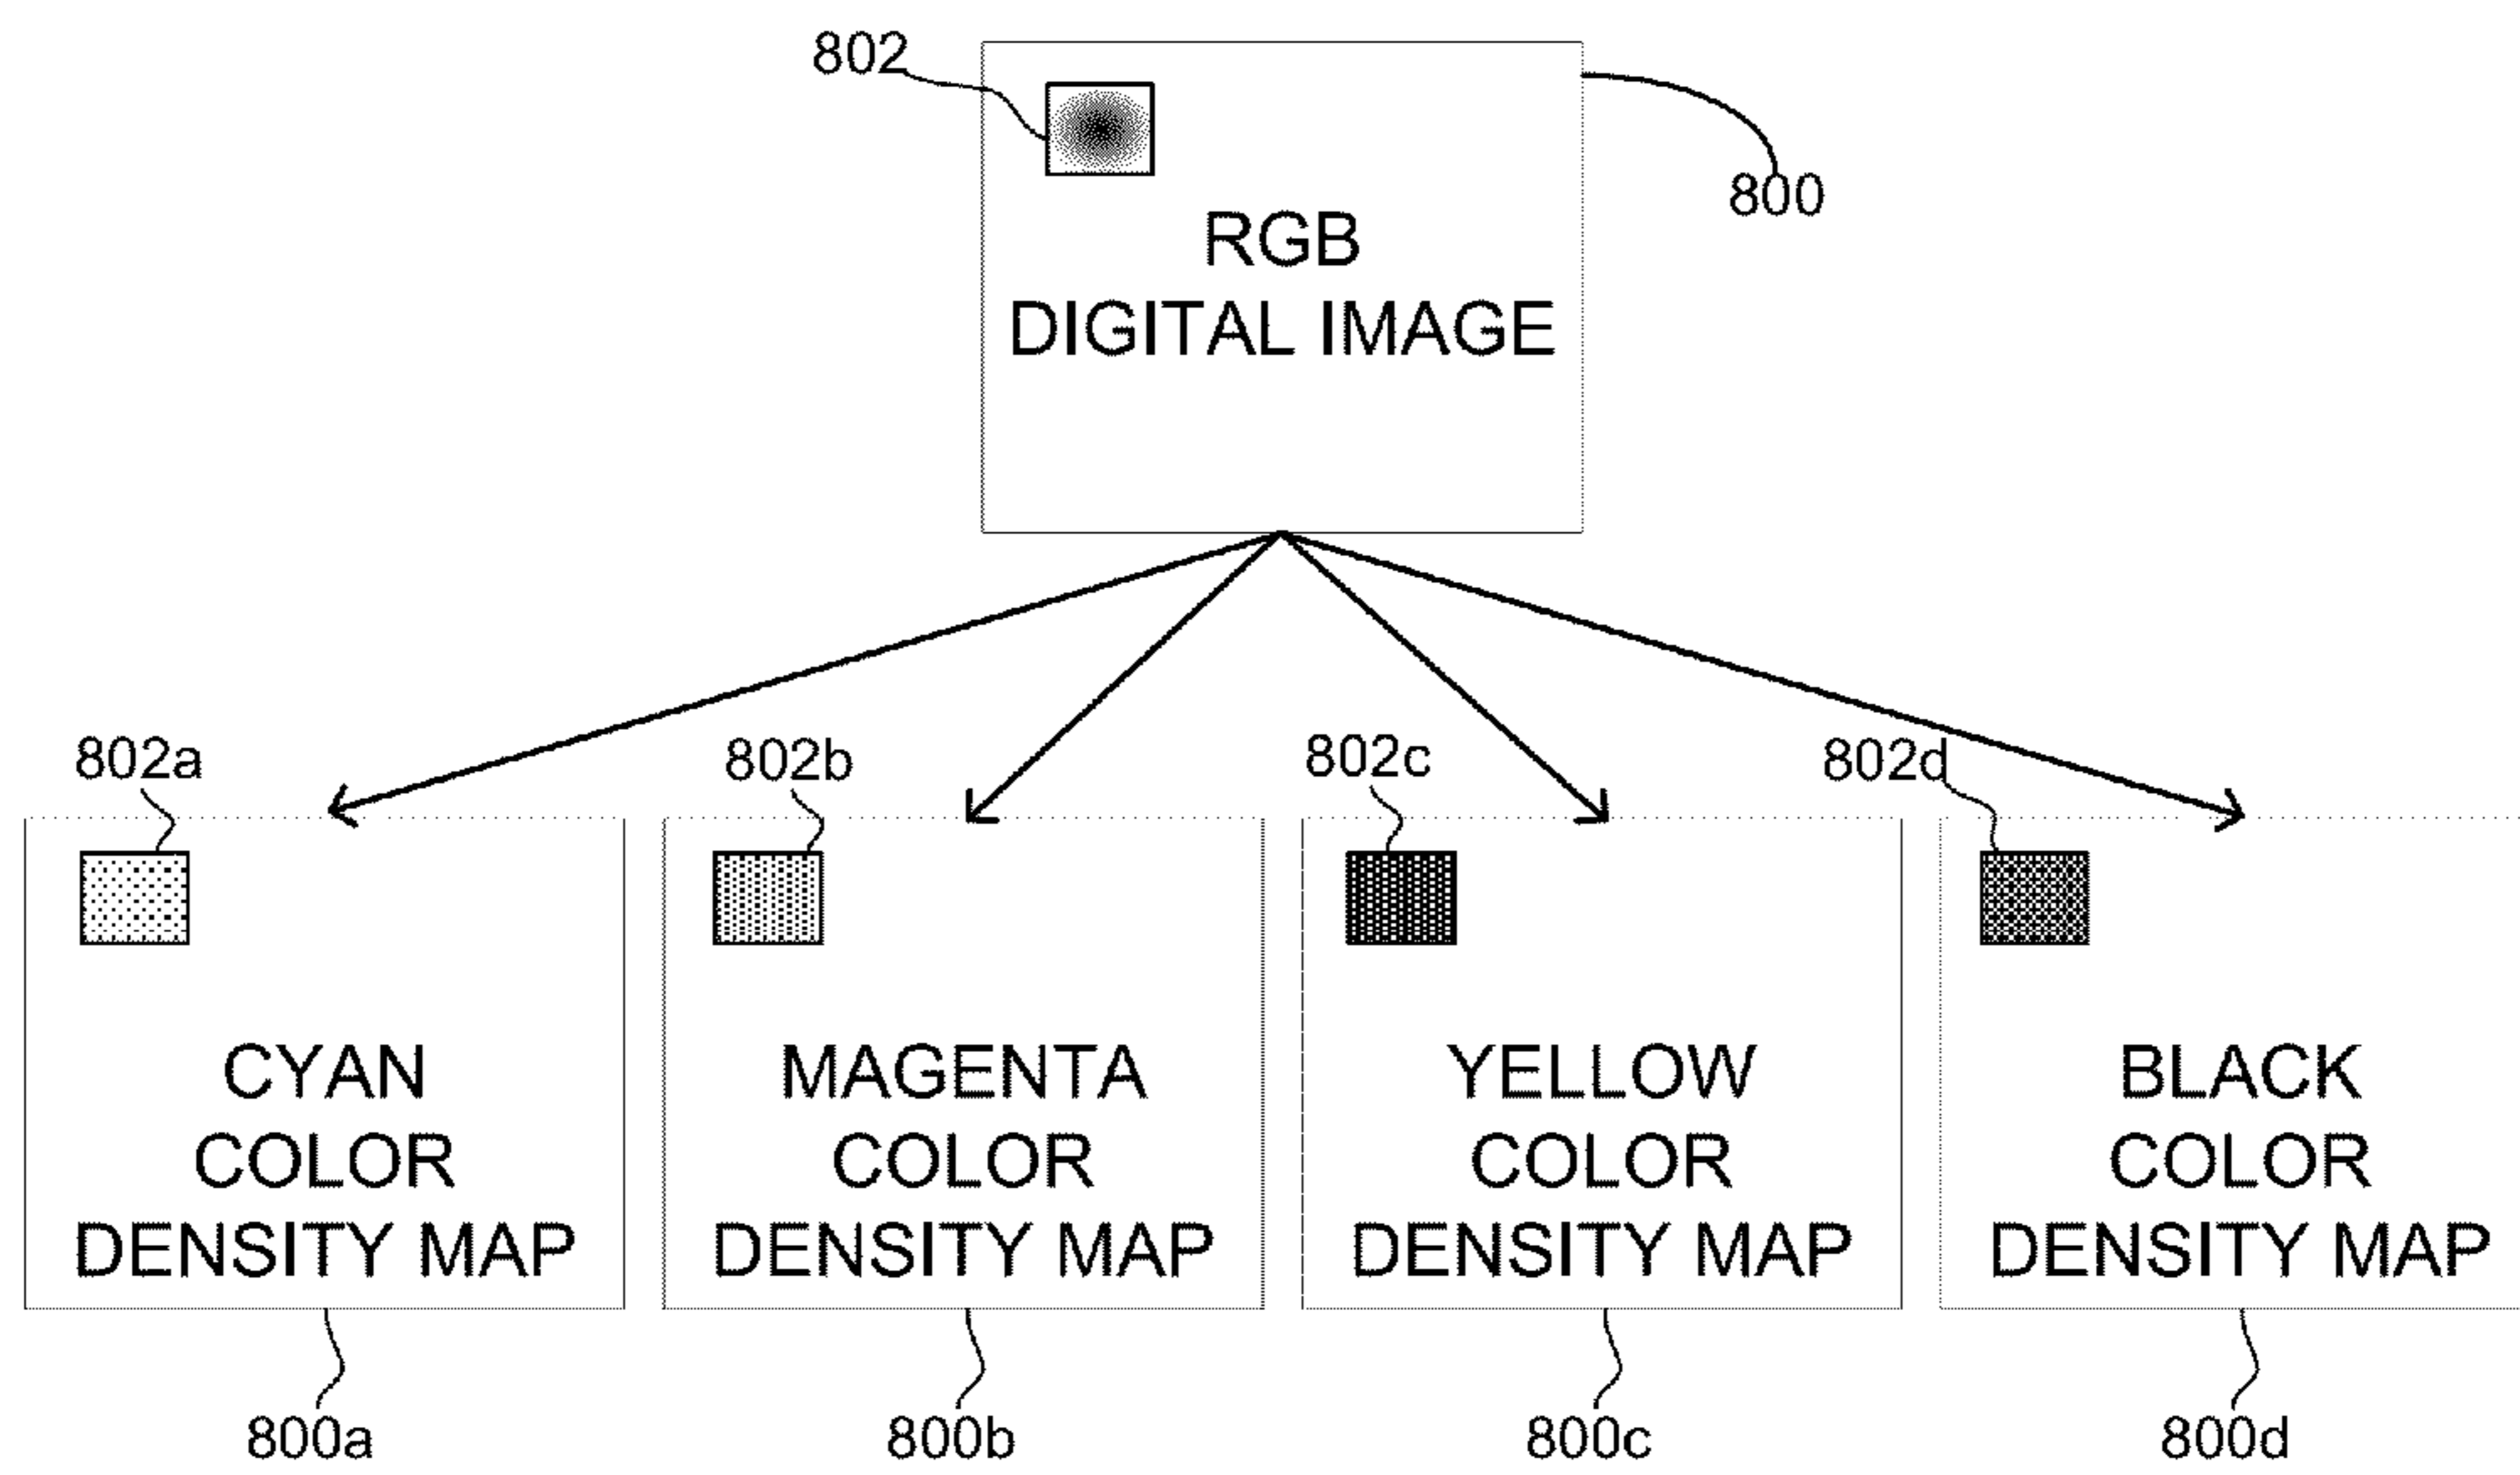 802
800
RGB
DIGITAL IMAGE
802a
802b
802c
802d
CYAN
COLOR
DENSITY MAP
MAGENTA
COLOR
DENSITY MAP
YELLOW
COLOR
DENSITY MAP
BLACK
COLOR
DENSITY MAP
800a
800b
800c
800d